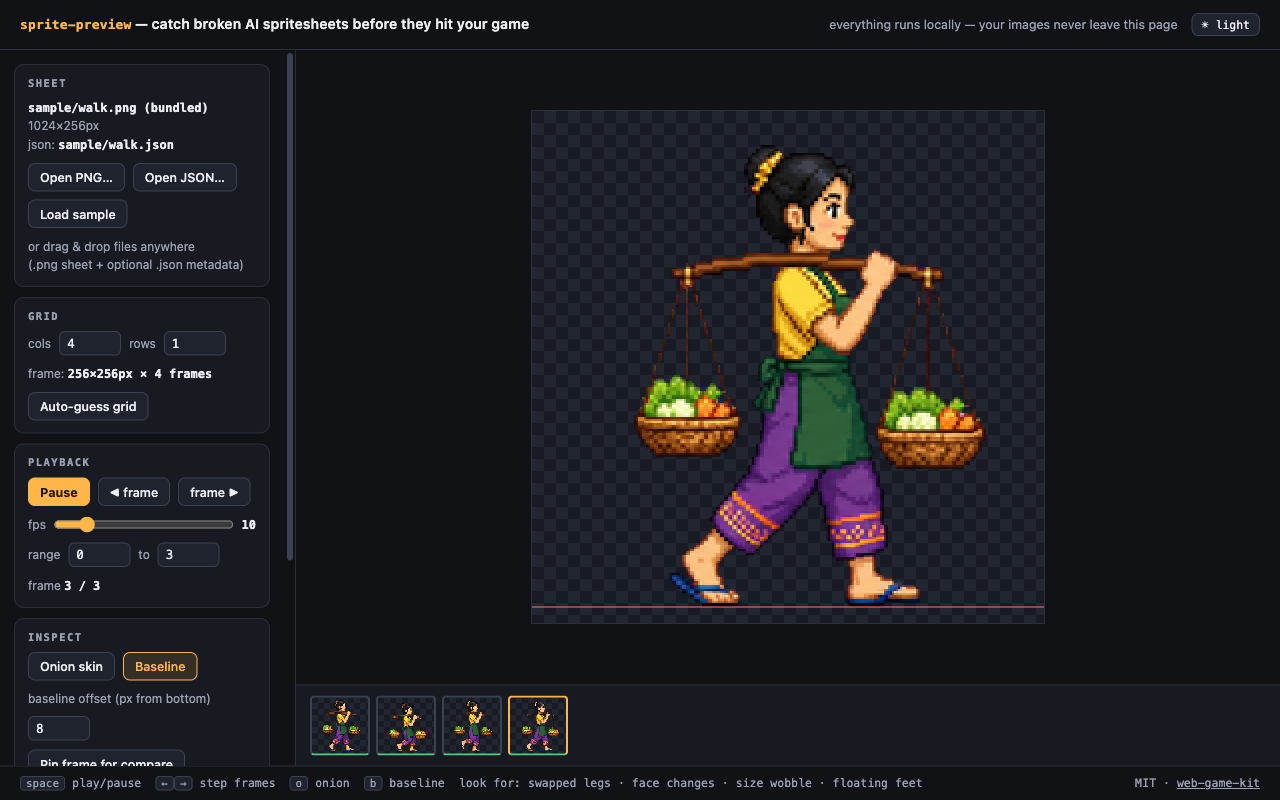 sprite-preview — catch broken AI spritesheets before they hit your game
everything runs locally — your images never leave this page
☀ light
SHEET
sample/walk.png (bundled)
1024×256px
json: sample/walk.json
Open PNG… Open JSON…
Load sample
or drag & drop files anywhere
(.png sheet + optional .json metadata)
GRID
cols 4 rows 1
frame: 256×256px × 4 frames
Auto-guess grid
PLAYBACK
Pause ◀ frame frame ▶
fps 10
range 0 to 3
frame 3 / 3
INSPECT
Onion skin Baseline
baseline offset (px from bottom)
8
Pin frame for compare
space play/pause ← → step frames o onion b baseline look for: swapped legs · face changes · size wobble · floating feet
MIT · web-game-kit